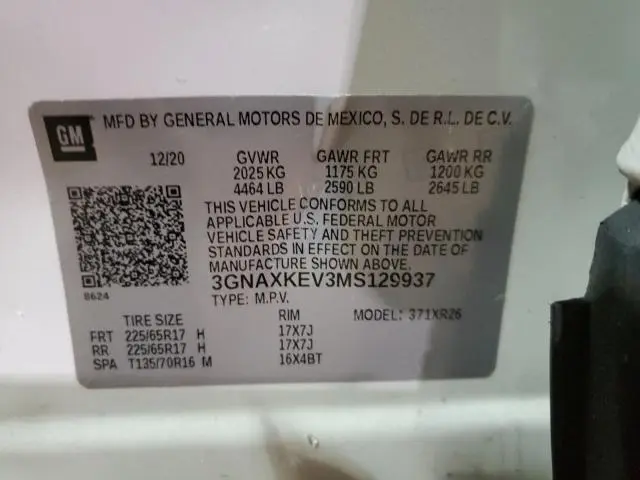 GM MFD BY GENERAL MOTORS DE MEXICO, S. DE R.L. DE C.V.
12/20 GVWR GAWR FRT GAWR RR
2025 KG 1175 KG 1200 KG
4464 LB 2590 LB 2645 LB
THIS VEHICLE CONFORMS TO ALL
APPLICABLE U.S. FEDERAL MOTOR
VEHICLE SAFETY AND THEFT PREVENTION
STANDARDS IN EFFECT ON THE DATE OF
MANUFACTURE SHOWN ABOVE.
8624 3GNAXKEV3MS129937
TYPE: M.P.V.
TIRE SIZE RIM MODEL: 371XR26
FRT 225/65R17 H 17X7J
RR 225/65R17 H 17X7J
SPA T135/70R16 M 16X4BT